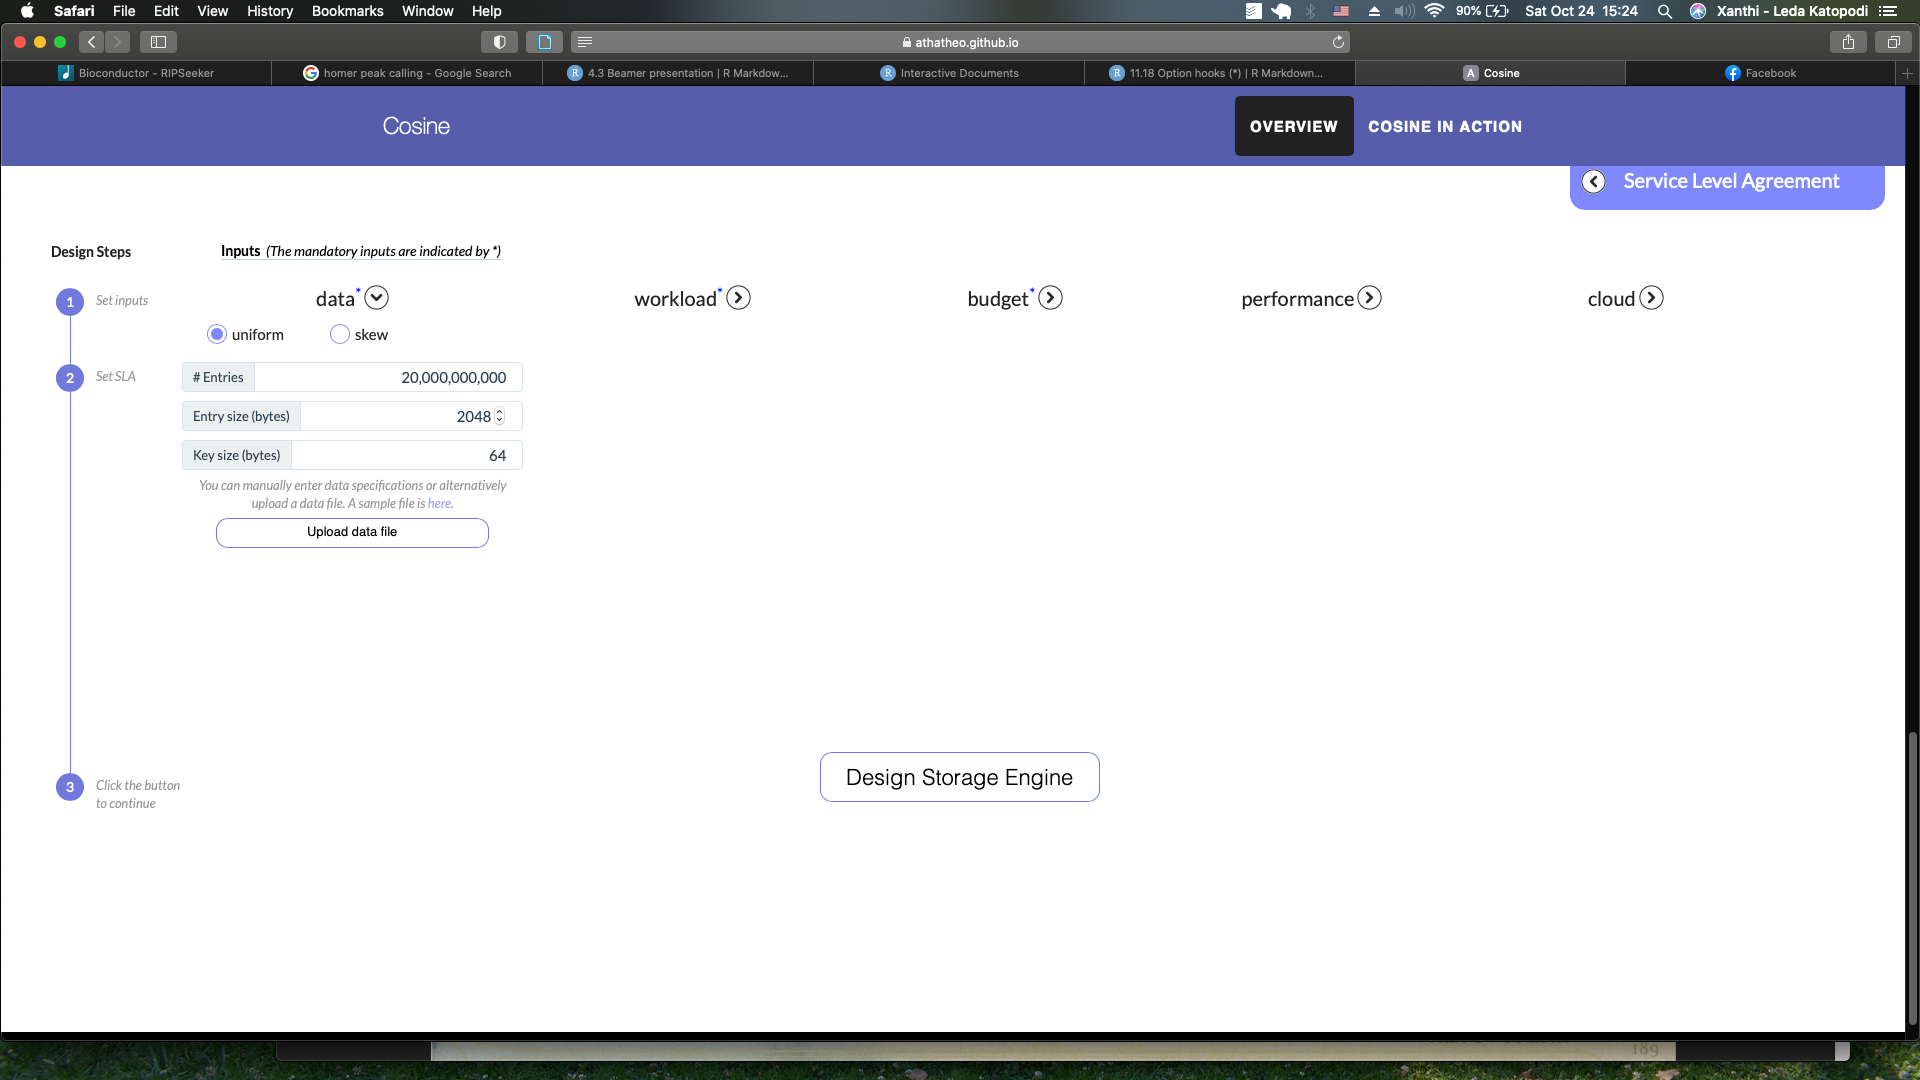 Safari File Edit View History Bookmarks Window Help 90% Sat Oct 24 15:24 Xanthi - Leda Katopodi
athatheo.github.io
Bioconductor - RIPSeeker
homer peak calling - Google Search
4.3 Beamer presentation | R Markdow...
Interactive Documents
11.18 Option hooks (*) | R Markdown...
Cosine
Facebook
Cosine
OVERVIEW
COSINE IN ACTION
Service Level Agreement
Design Steps
Inputs (The mandatory inputs are indicated by *)
1 Set inputs
data* workload* budget* performance cloud
uniform skew
2 Set SLA
# Entries 20,000,000,000
Entry size (bytes) 2048
Key size (bytes) 64
You can manually enter data specifications or alternatively
upload a data file. A sample file is here.
Upload data file
Design Storage Engine
3 Click the button
to continue
189